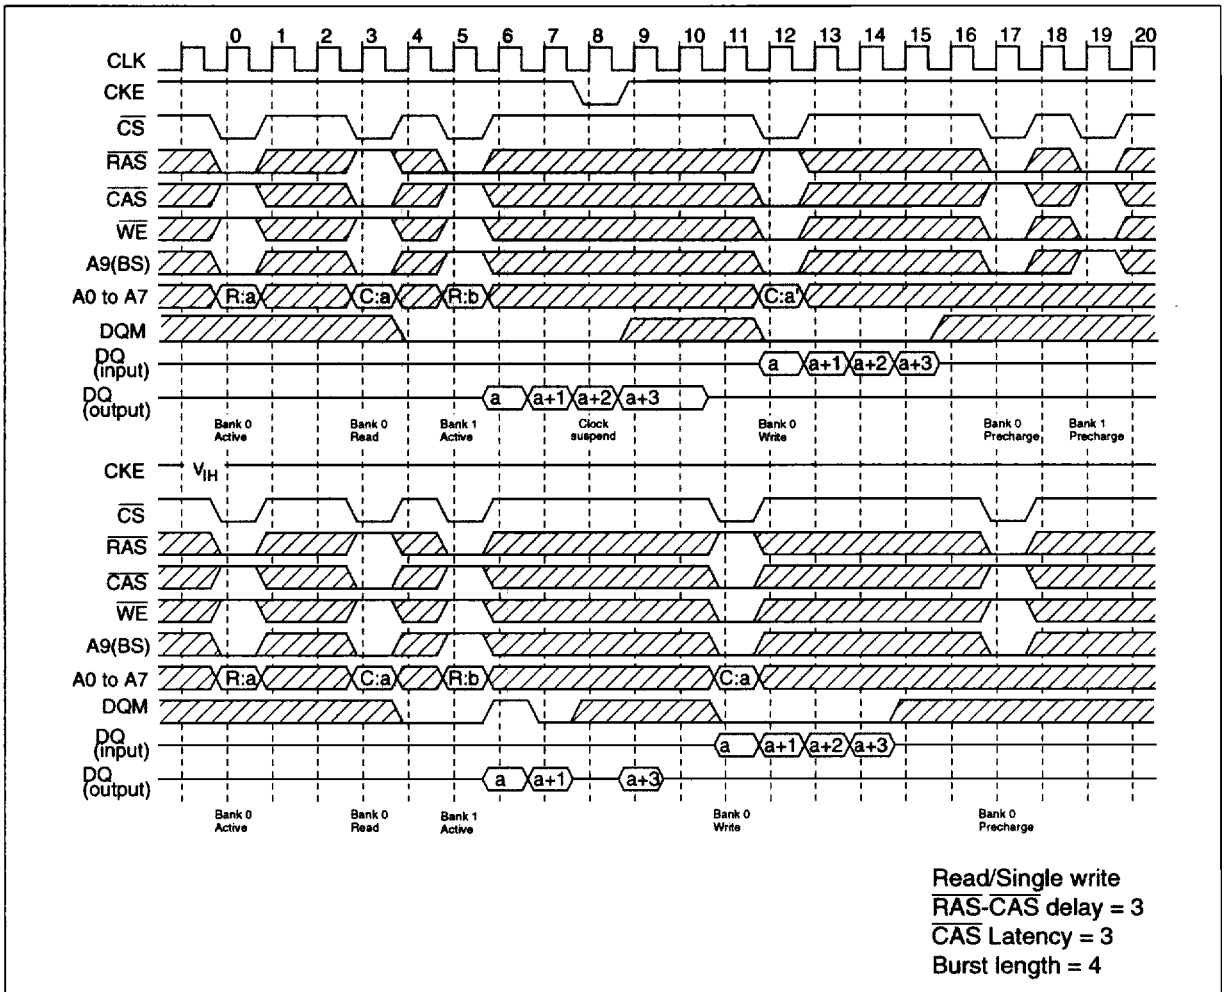 0 1 2 3 4 5 6 7 8 9 10 11 12 13 14 15 16 17 18 19 20
CLK
CKE
CS
RAS
CAS
WE
A9(BS)
A0 to A7 R:a C:a R:b C:a'
DQM
DQ (input) a a+1 a+2 a+3
DQ (output) a a+1 a+2 a+3
Bank 0 Active Bank 0 Read Bank 1 Active Clock suspend Bank 0 Write Bank 0 Precharge Bank 1 Precharge
CKE VIH
CS
RAS
CAS
WE
A9(BS)
A0 to A7 R:a C:a R:b C:a
DQM
DQ (input) a a+1 a+2 a+3
DQ (output) a a+1 a+3
Bank 0 Active Bank 0 Read Bank 1 Active Bank 0 Write Bank 0 Precharge
Read/Single write
RAS-CAS delay = 3
CAS Latency = 3
Burst length = 4